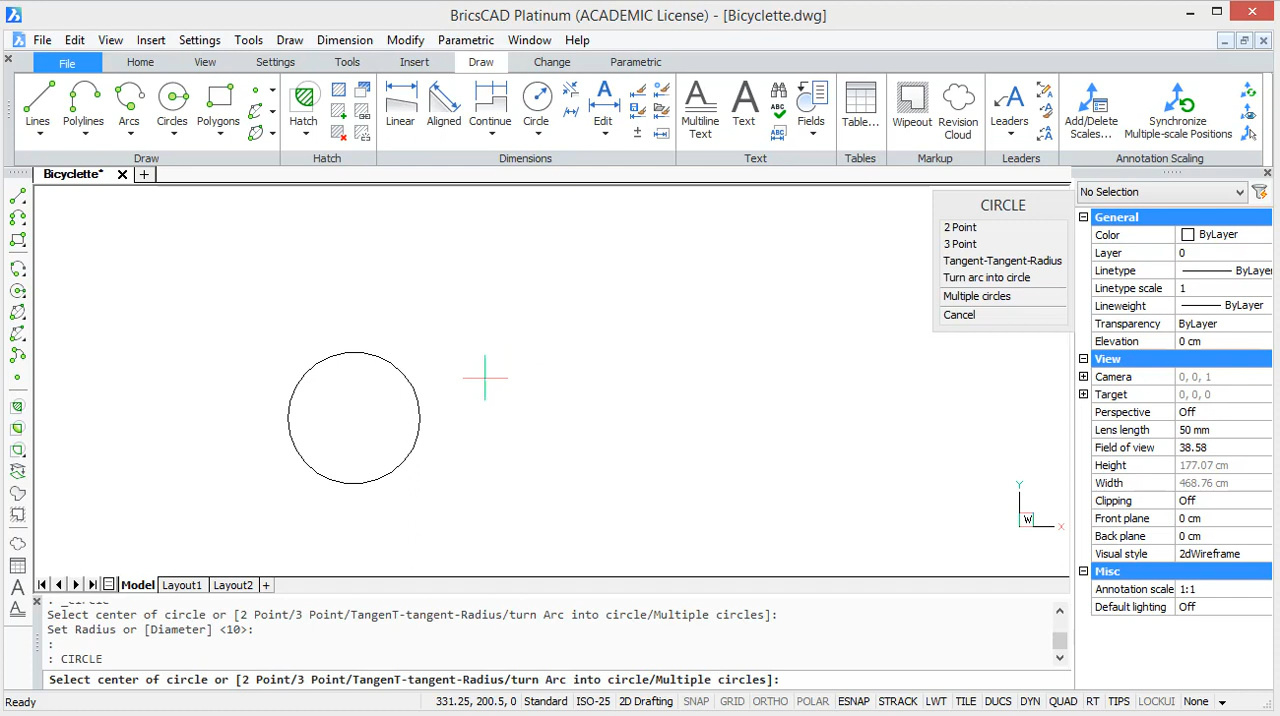 BricsCAD Platinum (ACADEMIC License) - [Bicyclette.dwg]
File Edit View Insert Settings Tools Draw Dimension Modify Parametric Window Help
File Home View Settings Tools Insert Draw Change Parametric
Lines Polylines Arcs Circles Polygons Hatch Linear Aligned Continue Circle Edit Multiline Text Text Fields Table... Wipeout Revision Cloud Leaders Add/Delete Scales... Synchronize Multiple-scale Positions
Draw Hatch Dimensions Text Tables Markup Leaders Annotation Scaling
Bicyclette*
CIRCLE
2 Point
3 Point
Tangent-Tangent-Radius
Turn arc into circle
Multiple circles
Cancel
Y
W
X
No Selection
General
Color ByLayer
Layer 0
Linetype ByLayer
Linetype scale 1
Lineweight ByLayer
Transparency ByLayer
Elevation 0 cm
View
Camera 0, 0, 1
Target 0, 0, 0
Perspective Off
Lens length 50 mm
Field of view 38.58
Height 177.07 cm
Width 468.76 cm
Clipping Off
Front plane 0 cm
Back plane 0 cm
Visual style 2dWireframe
Misc
Annotation scale 1:1
Default lighting Off
Model Layout1 Layout2 +
: _CIRCLE
Select center of circle or [2 Point/3 Point/TangenT-tangent-Radius/turn Arc into circle/Multiple circles]:
Set Radius or [Diameter] <10>:
:
: CIRCLE
Select center of circle or [2 Point/3 Point/TangenT-tangent-Radius/turn Arc into circle/Multiple circles]:
Ready 331.25, 200.5, 0 Standard ISO-25 2D Drafting SNAP GRID ORTHO POLAR ESNAP STRACK LWT TILE DUCS DYN QUAD RT TIPS LOCKUI None